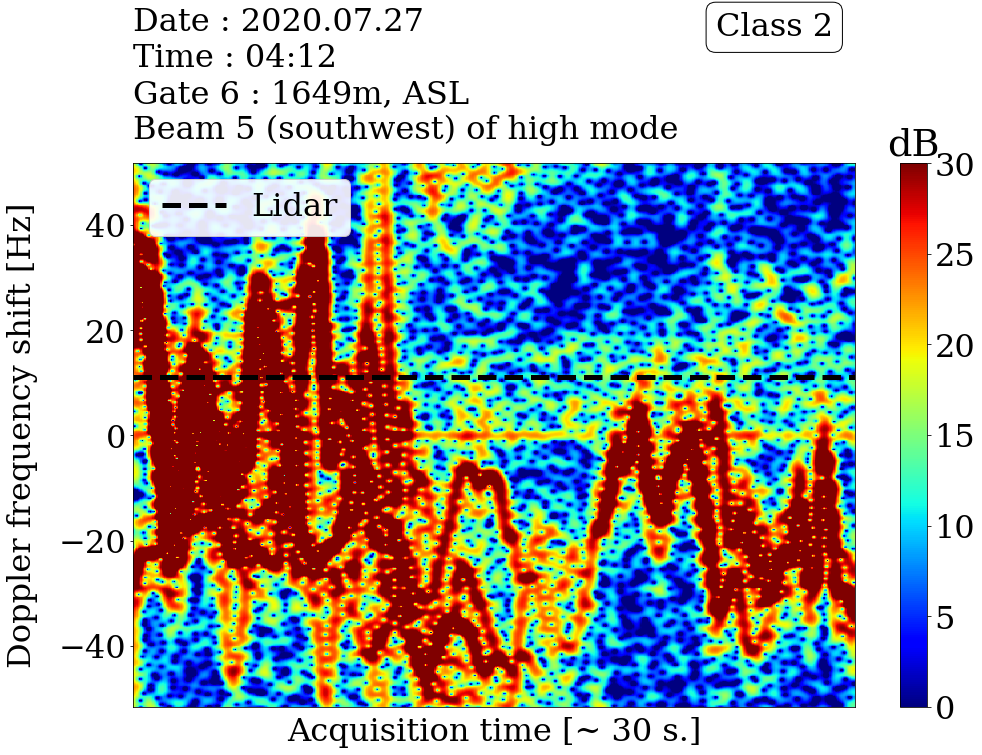 Date : 2020.07.27
Time : 04:12
Gate 6 : 1649m, ASL
Beam 5 (southwest) of high mode
Class 2
dB
Lidar
Doppler frequency shift [Hz]
40
20
0
−20
−40
Acquisition time [~ 30 s.]
30
25
20
15
10
5
0